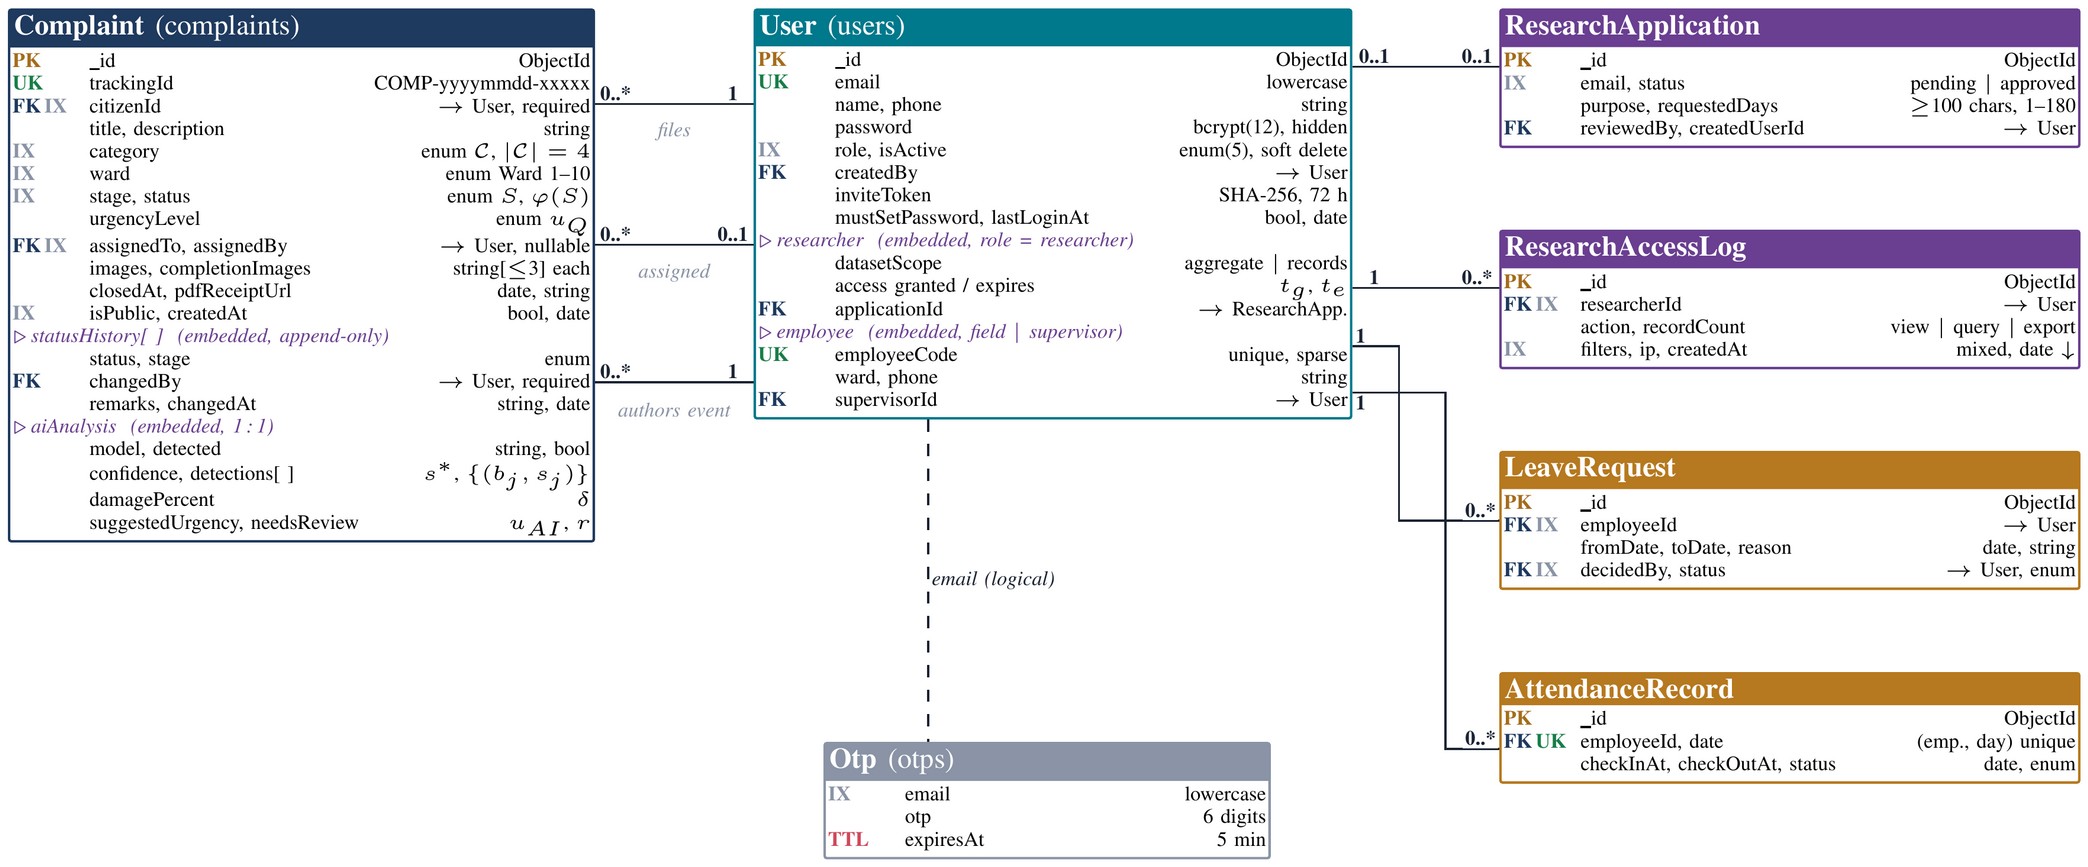 Complaint (complaints)
PK _id ObjectId
UK trackingId COMP-yyyymmdd-xxxxx
FK IX citizenId → User, required
title, description string
IX category enum 𝒞, |𝒞| = 4
IX ward enum Ward 1–10
IX stage, status enum S, φ(S)
urgencyLevel enum u_Q
FK IX assignedTo, assignedBy → User, nullable
images, completionImages string[≤3] each
closedAt, pdfReceiptUrl date, string
IX isPublic, createdAt bool, date
▷ statusHistory[ ] (embedded, append-only)
status, stage enum
FK changedBy → User, required
remarks, changedAt string, date
▷ aiAnalysis (embedded, 1 : 1)
model, detected string, bool
confidence, detections[ ] s*, {(b_j, s_j)}
damagePercent δ
suggestedUrgency, needsReview u_AI, r
0..* 1
files
0..* 0..1
assigned
0..* 1
authors event
User (users)
PK _id ObjectId
UK email lowercase
name, phone string
password bcrypt(12), hidden
IX role, isActive enum(5), soft delete
FK createdBy → User
inviteToken SHA-256, 72 h
mustSetPassword, lastLoginAt bool, date
▷ researcher (embedded, role = researcher)
datasetScope aggregate | records
access granted / expires t_g, t_e
FK applicationId → ResearchApp.
▷ employee (embedded, field | supervisor)
UK employeeCode unique, sparse
ward, phone string
FK supervisorId → User
email (logical)
Otp (otps)
IX email lowercase
otp 6 digits
TTL expiresAt 5 min
0..1 0..1
1 0..*
1
1
0..*
0..*
ResearchApplication
PK _id ObjectId
IX email, status pending | approved
purpose, requestedDays ≥100 chars, 1–180
FK reviewedBy, createdUserId → User
ResearchAccessLog
PK _id ObjectId
FK IX researcherId → User
action, recordCount view | query | export
IX filters, ip, createdAt mixed, date ↓
LeaveRequest
PK _id ObjectId
FK IX employeeId → User
fromDate, toDate, reason date, string
FK IX decidedBy, status → User, enum
AttendanceRecord
PK _id ObjectId
FK UK employeeId, date (emp., day) unique
checkInAt, checkOutAt, status date, enum